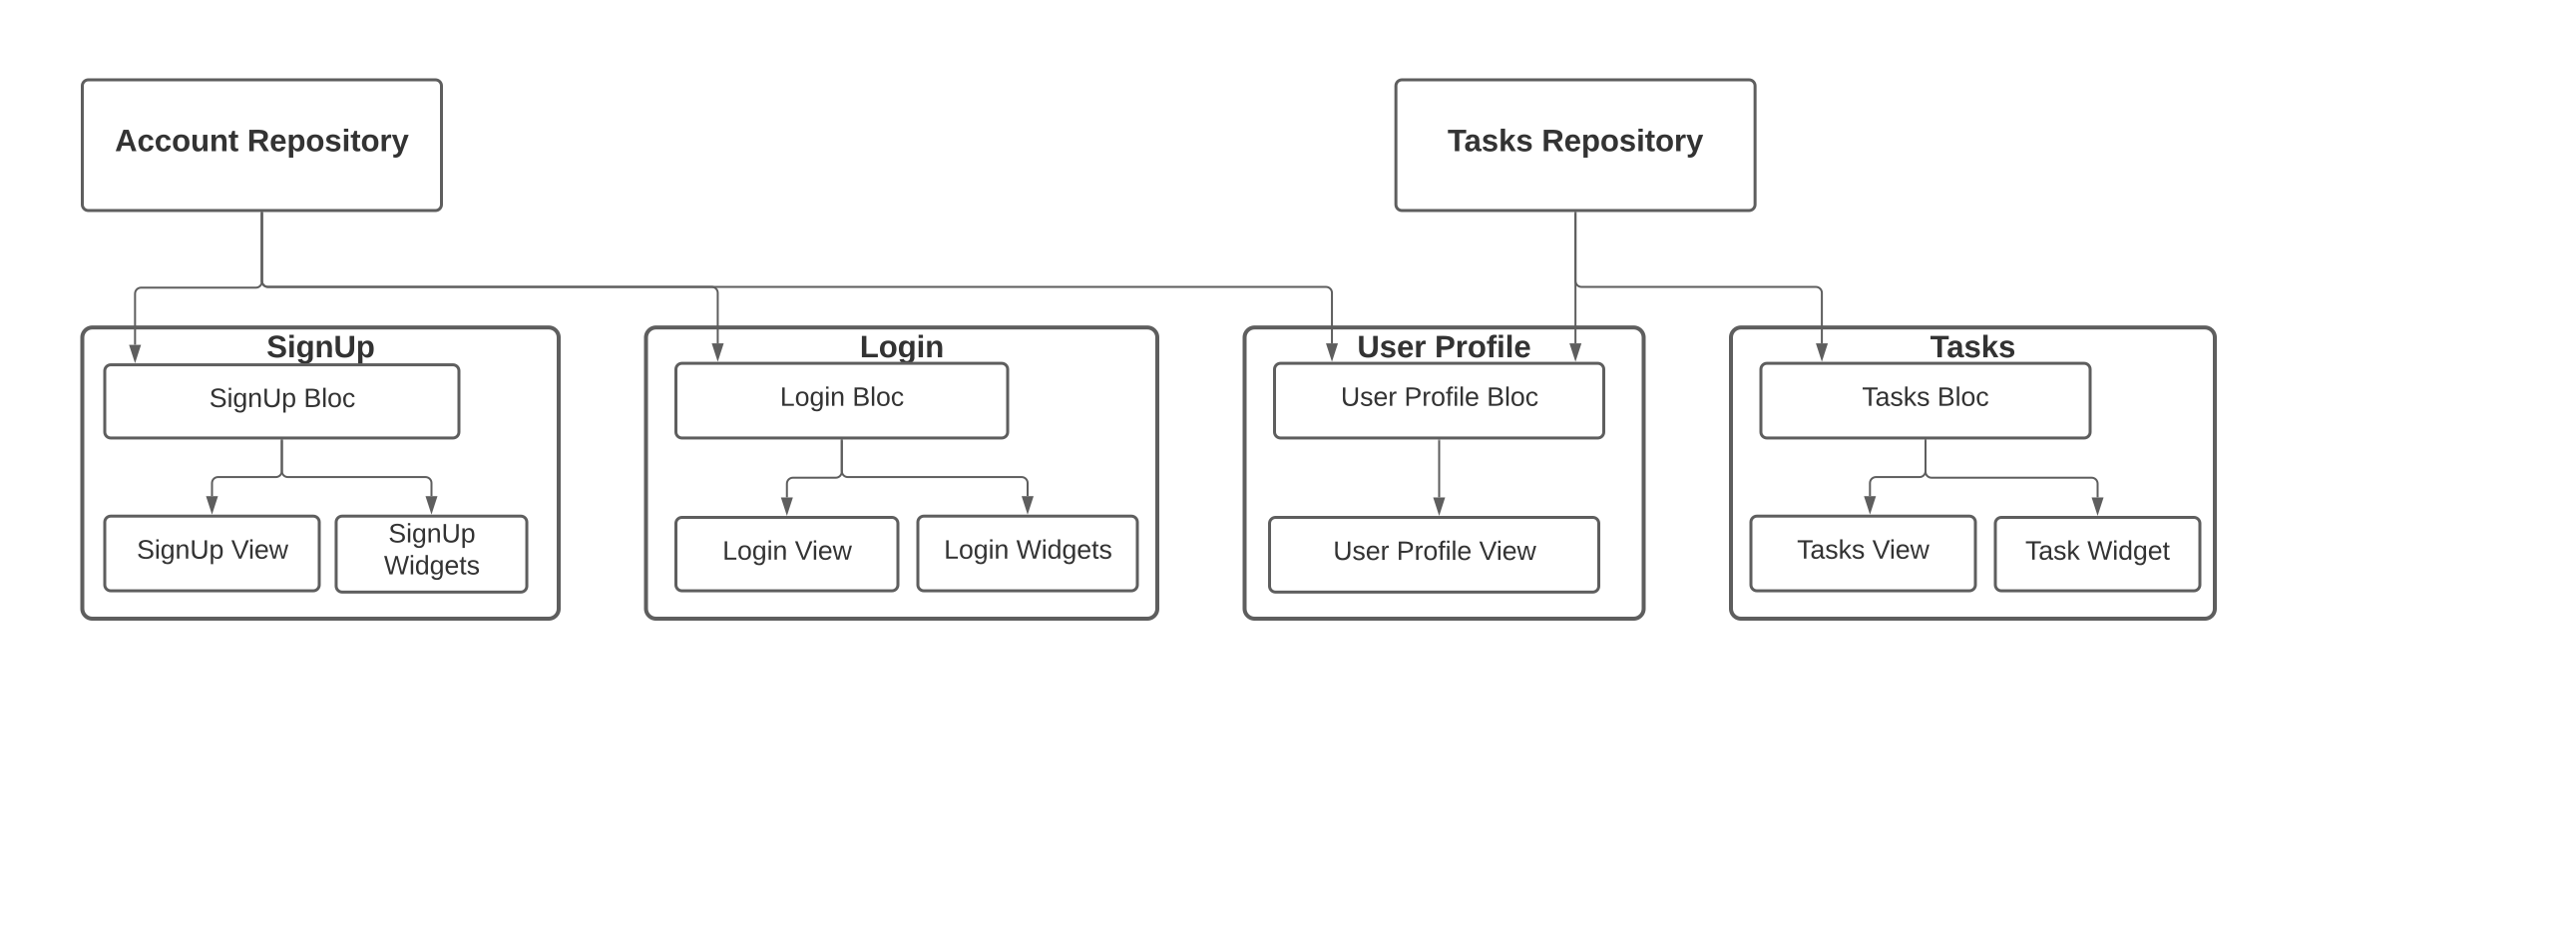 Account Repository
Tasks Repository
SignUp
SignUp Bloc
SignUp View
SignUp
Widgets
Login
Login Bloc
Login View
Login Widgets
User Profile
User Profile Bloc
User Profile View
Tasks
Tasks Bloc
Tasks View
Task Widget